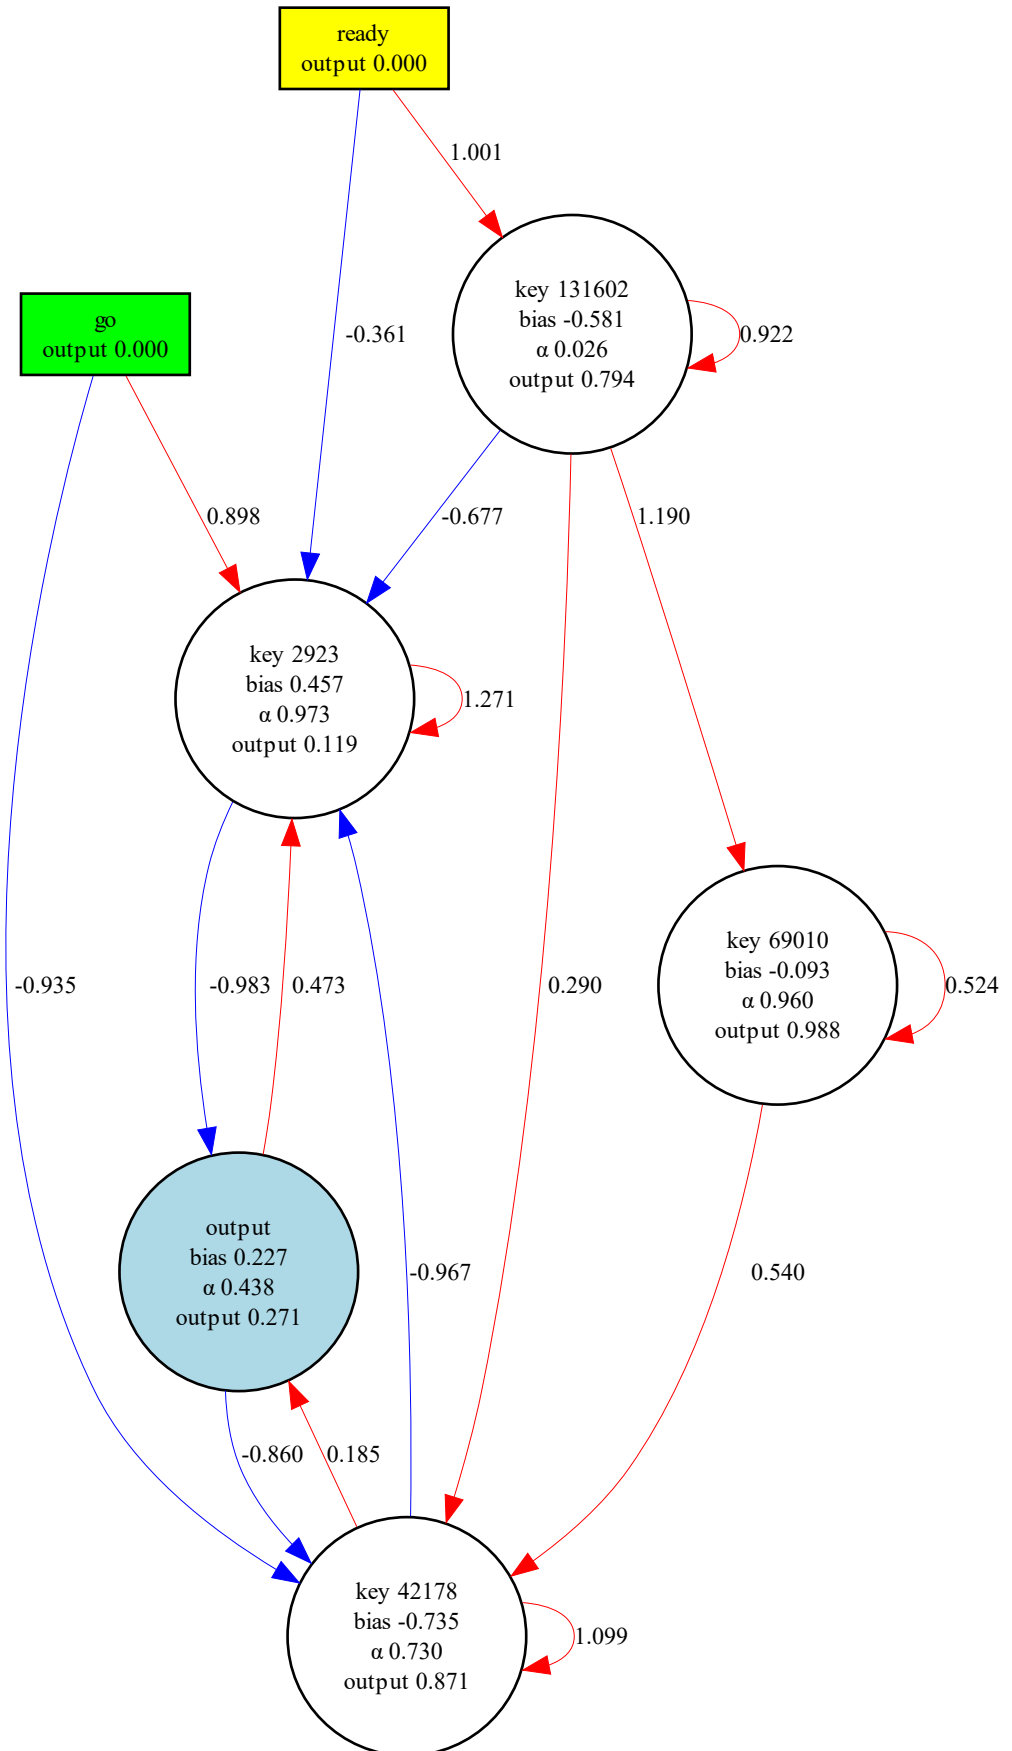 ready
output 0.000
1.001
key 131602
bias -0.581
α 0.026
output 0.794
0.922
-0.361
go
output 0.000
0.898
-0.677
1.190
key 2923
bias 0.457
α 0.973
output 0.119
1.271
key 69010
bias -0.093
α 0.960
output 0.988
0.524
-0.935
-0.983
0.473
0.290
output
bias 0.227
α 0.438
output 0.271
-0.967
0.540
-0.860
0.185
key 42178
bias -0.735
α 0.730
output 0.871
1.099